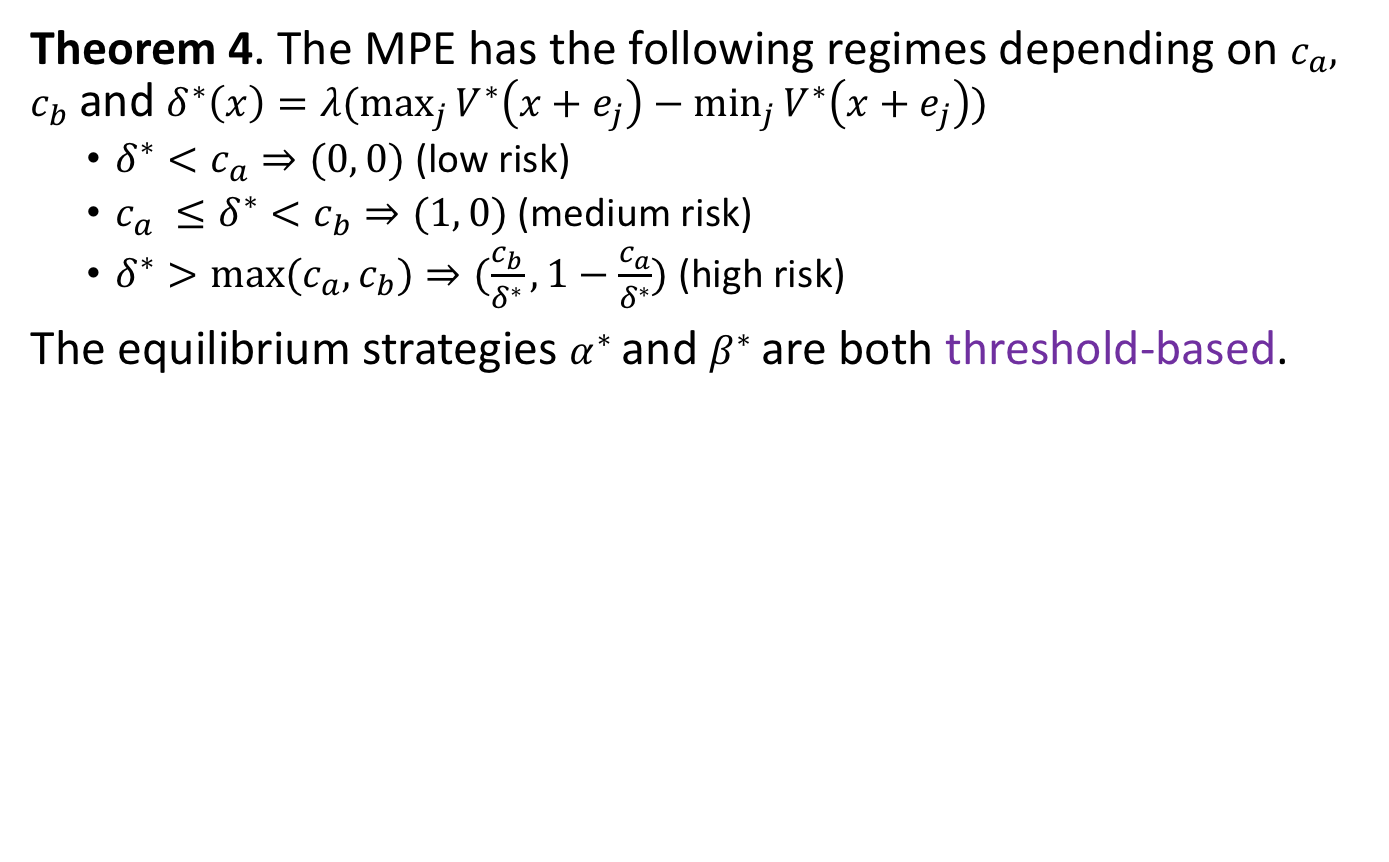 Theorem 4. The MPE has the following regimes depending on 𝑐ₐ,
𝑐_b and 𝛿*(𝑥) = 𝜆(max_𝑗 𝑉*(𝑥 + 𝑒_𝑗) − min_𝑗 𝑉*(𝑥 + 𝑒_𝑗))
• 𝛿* < 𝑐_a ⇒ (0, 0) (low risk)
• 𝑐_a ≤ 𝛿* < 𝑐_b ⇒ (1, 0) (medium risk)
• 𝛿* > max(𝑐_a, 𝑐_b) ⇒ (𝑐_b/𝛿*, 1 − 𝑐_a/𝛿*) (high risk)
The equilibrium strategies 𝛼* and 𝛽* are both threshold-based.